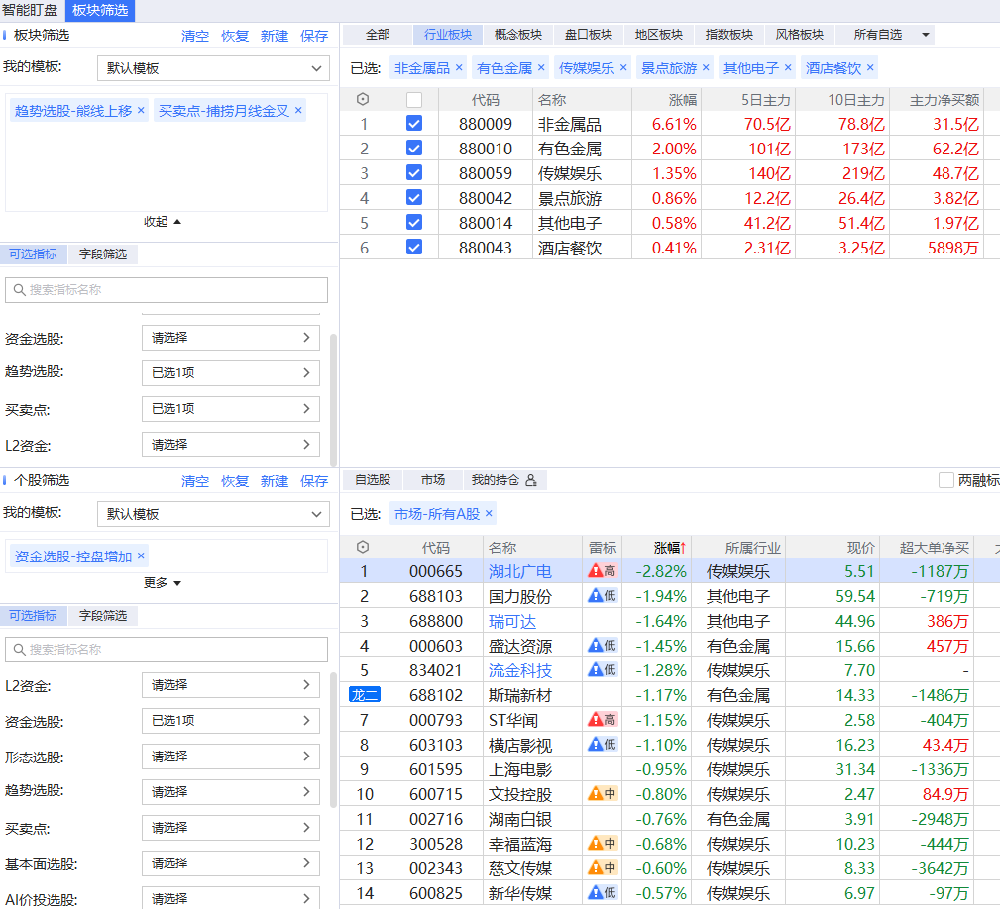 智能盯盘 板块筛选
板块筛选 清空 恢复 新建 保存
我的模板: 默认模板
趋势选股-熊线上移 × 买卖点-捕捞月线金叉 ×
收起
可选指标 字段筛选
搜索指标名称
资金选股: 请选择
趋势选股: 已选1项
买卖点: 已选1项
L2资金: 请选择
全部 行业板块 概念板块 盘口板块 地区板块 指数板块 风格板块 所有自选
已选: 非金属品 × 有色金属 × 传媒娱乐 × 景点旅游 × 其他电子 × 酒店餐饮 ×
代码 名称 涨幅 5日主力 10日主力 主力净买额
1 880009 非金属品 6.61% 70.5亿 78.8亿 31.5亿
2 880010 有色金属 2.00% 101亿 173亿 62.2亿
3 880059 传媒娱乐 1.35% 140亿 219亿 48.7亿
4 880042 景点旅游 0.86% 12.2亿 26.4亿 3.82亿
5 880014 其他电子 0.58% 41.2亿 51.4亿 1.97亿
6 880043 酒店餐饮 0.41% 2.31亿 3.25亿 5898万
个股筛选 清空 恢复 新建 保存
我的模板: 默认模板
资金选股-控盘增加 ×
更多
可选指标 字段筛选
搜索指标名称
L2资金: 请选择
资金选股: 已选1项
形态选股: 请选择
趋势选股: 请选择
买卖点: 请选择
基本面选股: 请选择
AI价投选股: 请选择
自选股 市场 我的持仓 两融标
已选: 市场-所有A股 ×
代码 名称 雷标 涨幅↑ 所属行业 现价 超大单净买
1 000665 湖北广电 高 -2.82% 传媒娱乐 5.51 -1187万
2 688103 国力股份 低 -1.94% 其他电子 59.54 -719万
3 688800 瑞可达 -1.64% 其他电子 44.96 386万
4 000603 盛达资源 低 -1.45% 有色金属 15.66 457万
5 834021 流金科技 低 -1.28% 传媒娱乐 7.70 -
龙二 688102 斯瑞新材 -1.17% 有色金属 14.33 -1486万
7 000793 ST华闻 高 -1.15% 传媒娱乐 2.58 -404万
8 603103 横店影视 低 -1.10% 传媒娱乐 16.23 43.4万
9 601595 上海电影 -0.95% 传媒娱乐 31.34 -1336万
10 600715 文投控股 中 -0.80% 传媒娱乐 2.47 84.9万
11 002716 湖南白银 -0.76% 有色金属 3.91 -2948万
12 300528 幸福蓝海 中 -0.68% 传媒娱乐 10.23 -444万
13 002343 慈文传媒 中 -0.60% 传媒娱乐 8.33 -3642万
14 600825 新华传媒 低 -0.57% 传媒娱乐 6.97 -97万